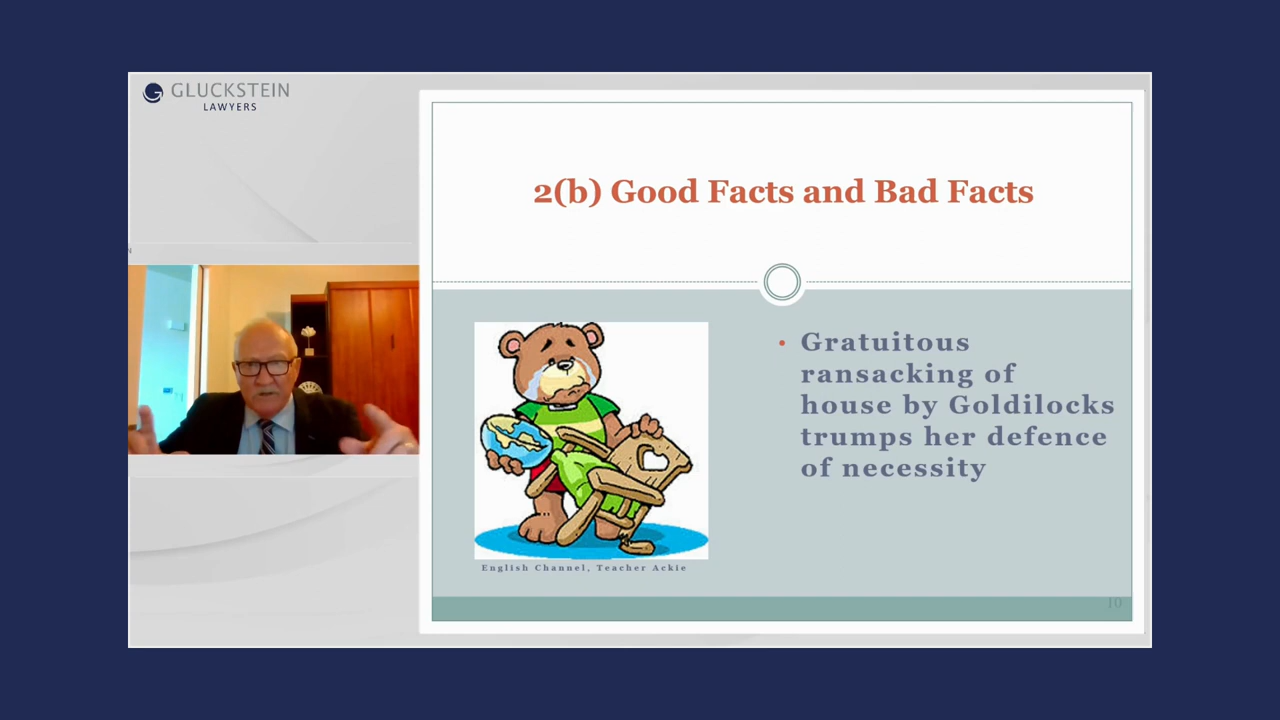 GLUCKSTEIN
LAWYERS
2(b) Good Facts and Bad Facts
• Gratuitous
ransacking of
house by Goldilocks
trumps her defence
of necessity
English Channel, Teacher Ackie
10